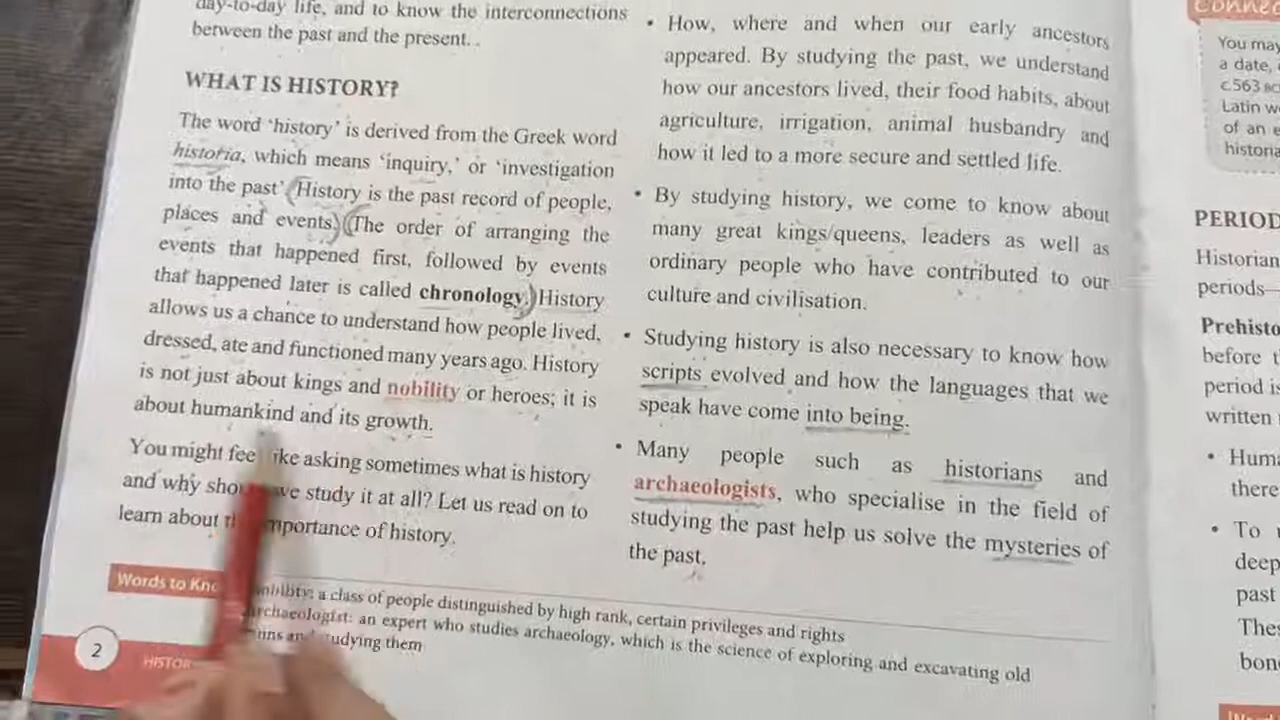 day-to-day life, and to know the interconnections
between the past and the present.
WHAT IS HISTORY?
The word 'history' is derived from the Greek word
historia, which means 'inquiry,' or 'investigation
into the past'. History is the past record of people,
places and events. The order of arranging the
events that happened first, followed by events
that happened later is called chronology. History
allows us a chance to understand how people lived,
dressed, ate and functioned many years ago. History
is not just about kings and nobility or heroes; it is
about humankind and its growth.
You might feel like asking sometimes what is history
and why should we study it at all? Let us read on to
learn about the importance of history.
• How, where and when our early ancestors
appeared. By studying the past, we understand
how our ancestors lived, their food habits, about
agriculture, irrigation, animal husbandry and
how it led to a more secure and settled life.
• By studying history, we come to know about
many great kings/queens, leaders as well as
ordinary people who have contributed to our
culture and civilisation.
• Studying history is also necessary to know how
scripts evolved and how the languages that we
speak have come into being.
• Many people such as historians and
archaeologists, who specialise in the field of
studying the past help us solve the mysteries of
the past.
Words to Know
nobility: a class of people distinguished by high rank, certain privileges and rights
archaeologist: an expert who studies archaeology, which is the science of exploring and excavating old
studying them
2
You may
a date,
c.563
Latin
of an
PERIOD
Historian
periods—
before
period is
written
•
there
• To
deep
past